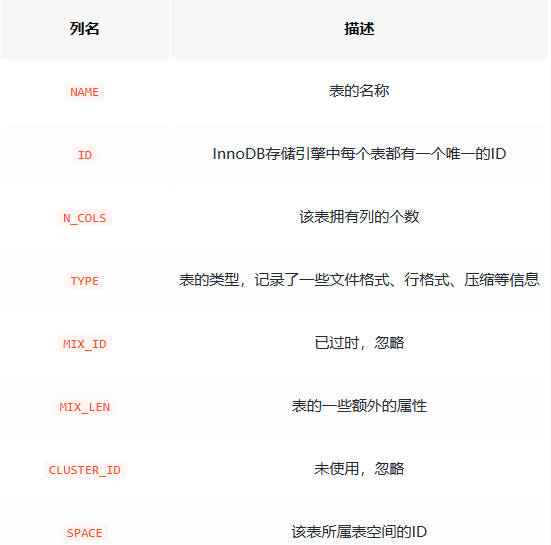 列名 描述
NAME 表的名称
ID InnoDB存储引擎中每个表都有一个唯一的ID
N_COLS 该表拥有列的个数
TYPE 表的类型，记录了一些文件格式、行格式、压缩等信息
MIX_ID 已过时，忽略
MIX_LEN 表的一些额外的属性
CLUSTER_ID 未使用，忽略
SPACE 该表所属表空间的ID